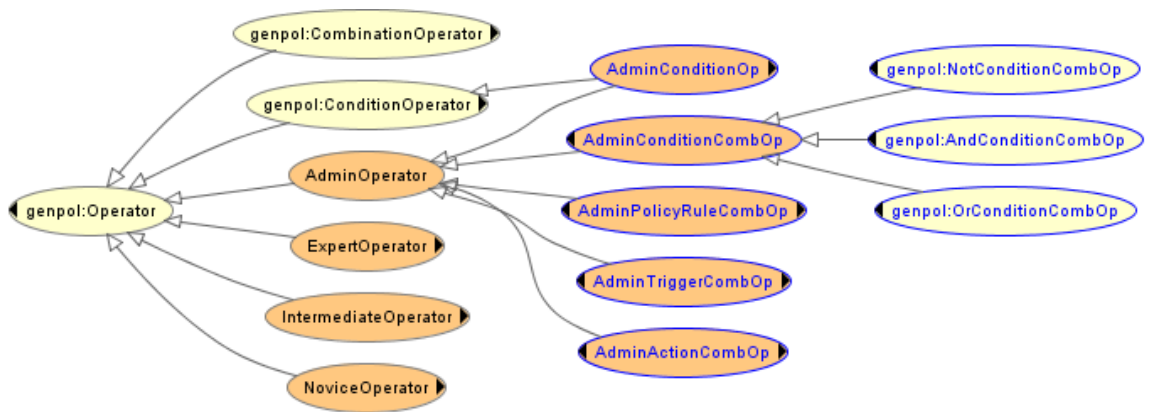 genpol:CombinationOperator
genpol:ConditionOperator
AdminOperator
genpol:Operator
ExpertOperator
IntermediateOperator
NoviceOperator
AdminConditionOp
AdminConditionCombOp
AdminPolicyRuleCombOp
AdminTriggerCombOp
AdminActionCombOp
genpol:NotConditionCombOp
genpol:AndConditionCombOp
genpol:OrConditionCombOp